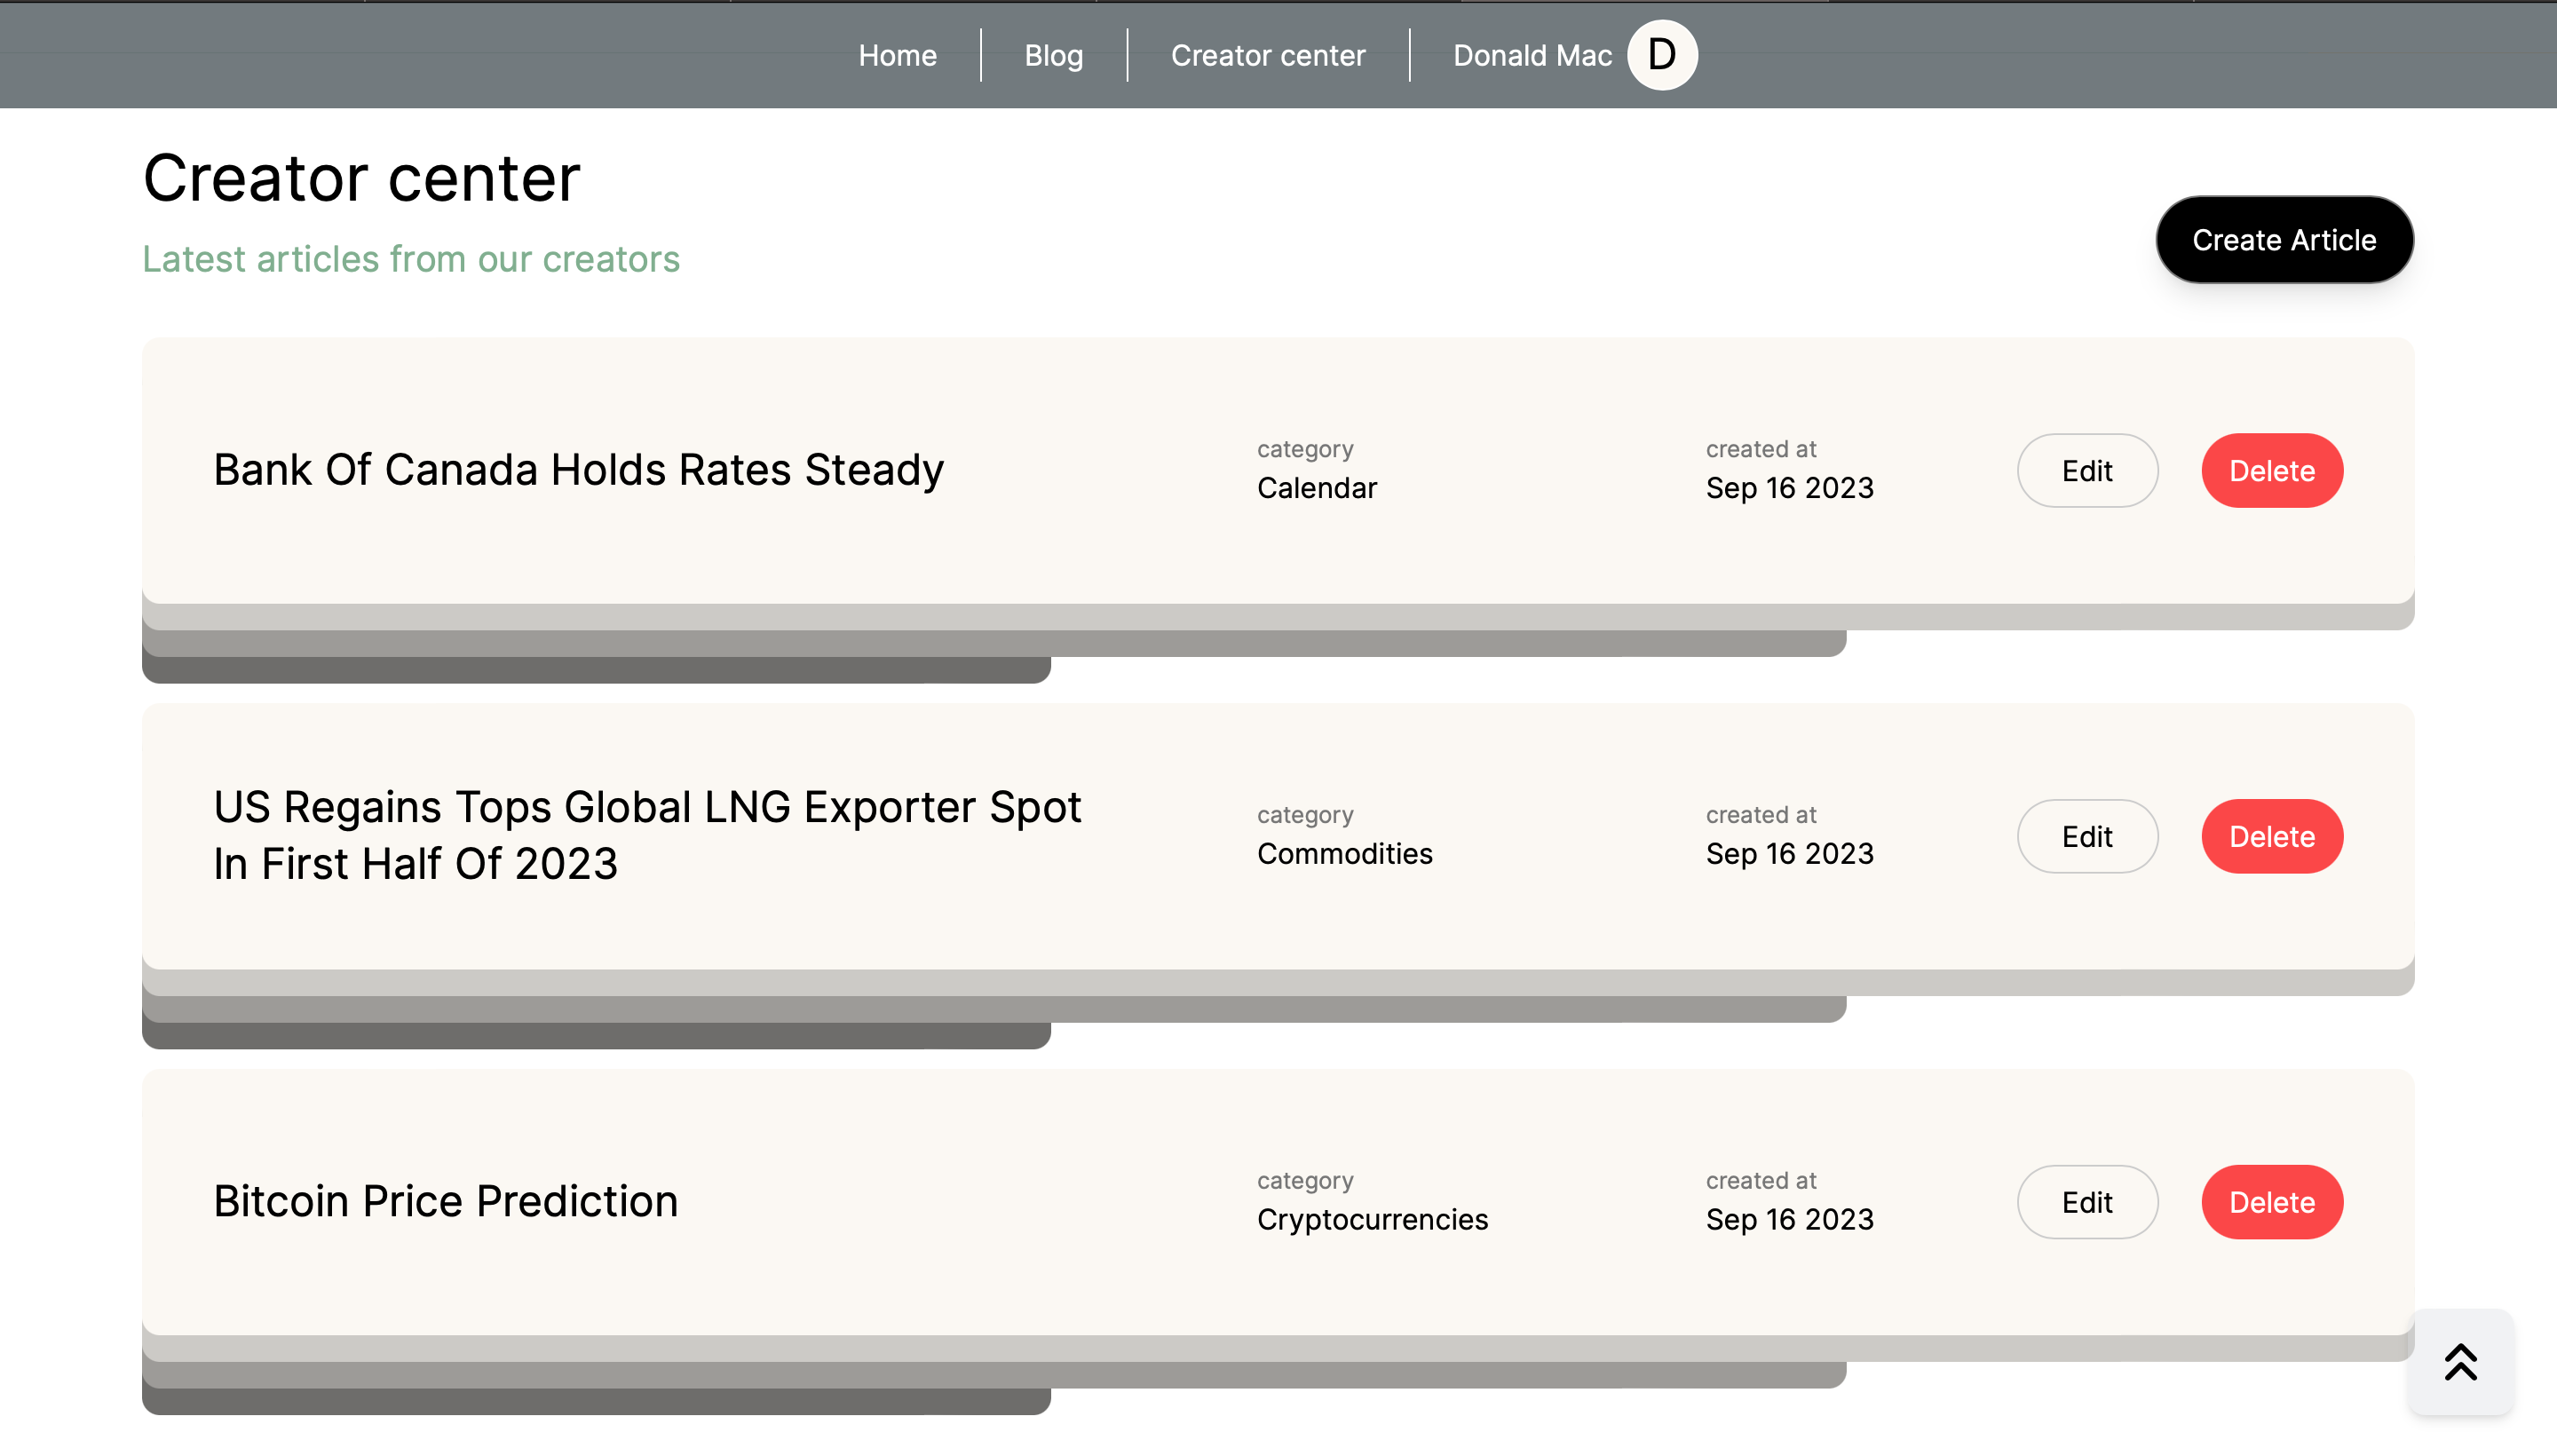 Home
Blog
Creator center
Donald Mac
D
Creator center
Latest articles from our creators
Create Article
Bank Of Canada Holds Rates Steady
category
Calendar
created at
Sep 16 2023
Edit
Delete
US Regains Tops Global LNG Exporter Spot
In First Half Of 2023
category
Commodities
created at
Sep 16 2023
Edit
Delete
Bitcoin Price Prediction
category
Cryptocurrencies
created at
Sep 16 2023
Edit
Delete